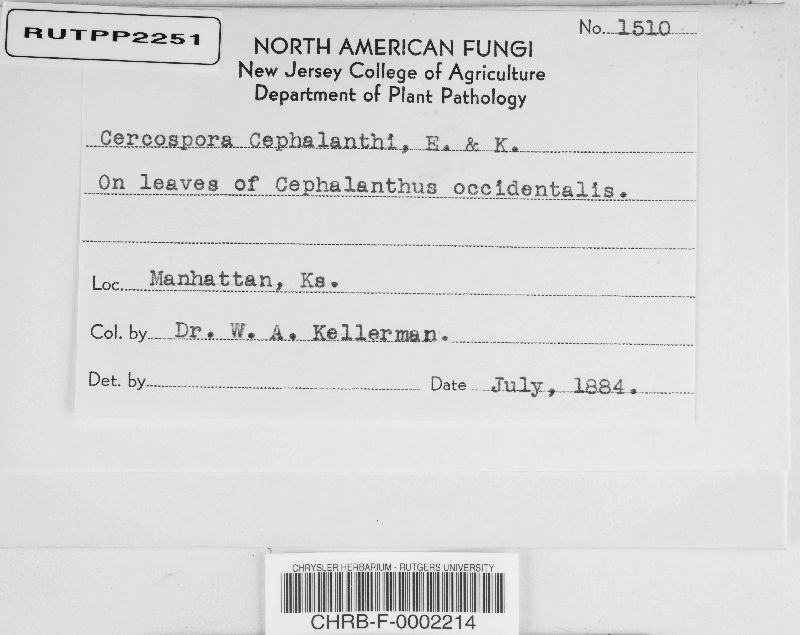 RUTPP2251
No. 1510
NORTH AMERICAN FUNGI
New Jersey College of Agriculture
Department of Plant Pathology
Cercospora Cephalanthi, E. & K.
On leaves of Cephalanthus occidentalis.
Loc. Manhattan, Ks.
Col. by Dr. W. A. Kellerman.
Det. by
Date July, 1884.
CHRYSLER HERBARIUM - RUTGERS UNIVERSITY
CHRB-F-0002214